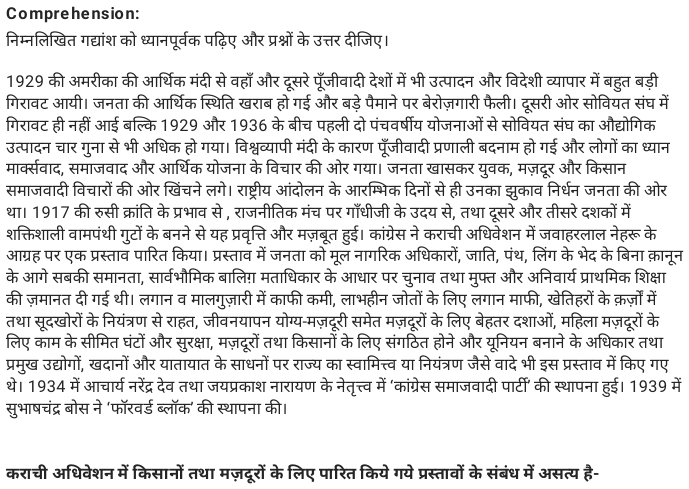 Comprehension:
निम्नलिखित गद्यांश को ध्यानपूर्वक पढ़िए और प्रश्नों के उत्तर दीजिए।
1929 की अमरीका की आर्थिक मंदी से वहाँ और दूसरे पूँजीवादी देशों में भी उत्पादन और विदेशी व्यापार में बहुत बड़ी
गिरावट आयी। जनता की आर्थिक स्थिति खराब हो गई और बड़े पैमाने पर बेरोज़गारी फैली। दूसरी ओर सोवियत संघ में
गिरावट ही नहीं आई बल्कि 1929 और 1936 के बीच पहली दो पंचवर्षीय योजनाओं से सोवियत संघ का औद्योगिक
उत्पादन चार गुना से भी अधिक हो गया। विश्वव्यापी मंदी के कारण पूँजीवादी प्रणाली बदनाम हो गई और लोगों का ध्यान
मार्क्सवाद, समाजवाद और आर्थिक योजना के विचार की ओर गया। जनता खासकर युवक, मज़दूर और किसान
समाजवादी विचारों की ओर खिंचने लगे। राष्ट्रीय आंदोलन के आरम्भिक दिनों से ही उनका झुकाव निर्धन जनता की ओर
था। 1917 की रुसी क्रांति के प्रभाव से , राजनीतिक मंच पर गाँधीजी के उदय से, तथा दूसरे और तीसरे दशकों में
शक्तिशाली वामपंथी गुटों के बनने से यह प्रवृत्ति और मज़बूत हुई। कांग्रेस ने कराची अधिवेशन में जवाहरलाल नेहरू के
आग्रह पर एक प्रस्ताव पारित किया। प्रस्ताव में जनता को मूल नागरिक अधिकारों, जाति, पंथ, लिंग के भेद के बिना क़ानून
के आगे सबकी समानता, सार्वभौमिक बालिग़ मताधिकार के आधार पर चुनाव तथा मुफ्त और अनिवार्य प्राथमिक शिक्षा
की ज़मानत दी गई थी। लगान व मालगुज़ारी में काफी कमी, लाभहीन जोतों के लिए लगान माफी, खेतिहरों के क़र्ज़ों में
तथा सूदखोरों के नियंत्रण से राहत, जीवनयापन योग्य-मज़दूरी समेत मज़दूरों के लिए बेहतर दशाओं, महिला मज़दूरों के
लिए काम के सीमित घंटों और सुरक्षा, मज़दूरों तथा किसानों के लिए संगठित होने और यूनियन बनाने के अधिकार तथा
प्रमुख उद्योगों, खदानों और यातायात के साधनों पर राज्य का स्वामित्त्व या नियंत्रण जैसे वादे भी इस प्रस्ताव में किए गए
थे। 1934 में आचार्य नरेंद्र देव तथा जयप्रकाश नारायण के नेतृत्त्व में ‘कांग्रेस समाजवादी पार्टी’ की स्थापना हुई। 1939 में
सुभाषचंद्र बोस ने ‘फॉरवर्ड ब्लॉक’ की स्थापना की।
कराची अधिवेशन में किसानों तथा मज़दूरों के लिए पारित किये गये प्रस्तावों के संबंध में असत्य है-